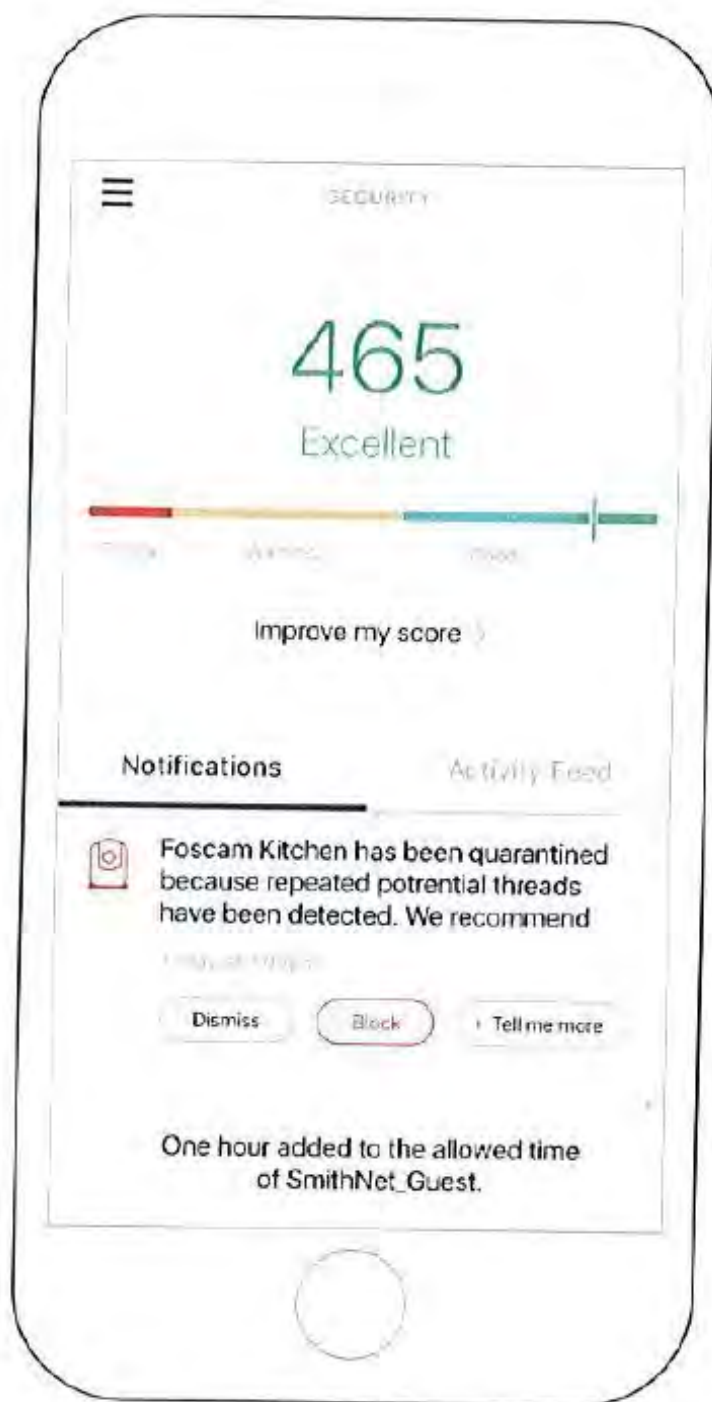 SECURITY
465
Excellent
Improve my score
Notifications Activity Feed
Foscam Kitchen has been quarantined
because repeated potrential threads
have been detected. We recommend
Dismiss Block Tell me more
One hour added to the allowed time
of SmithNet_Guest.